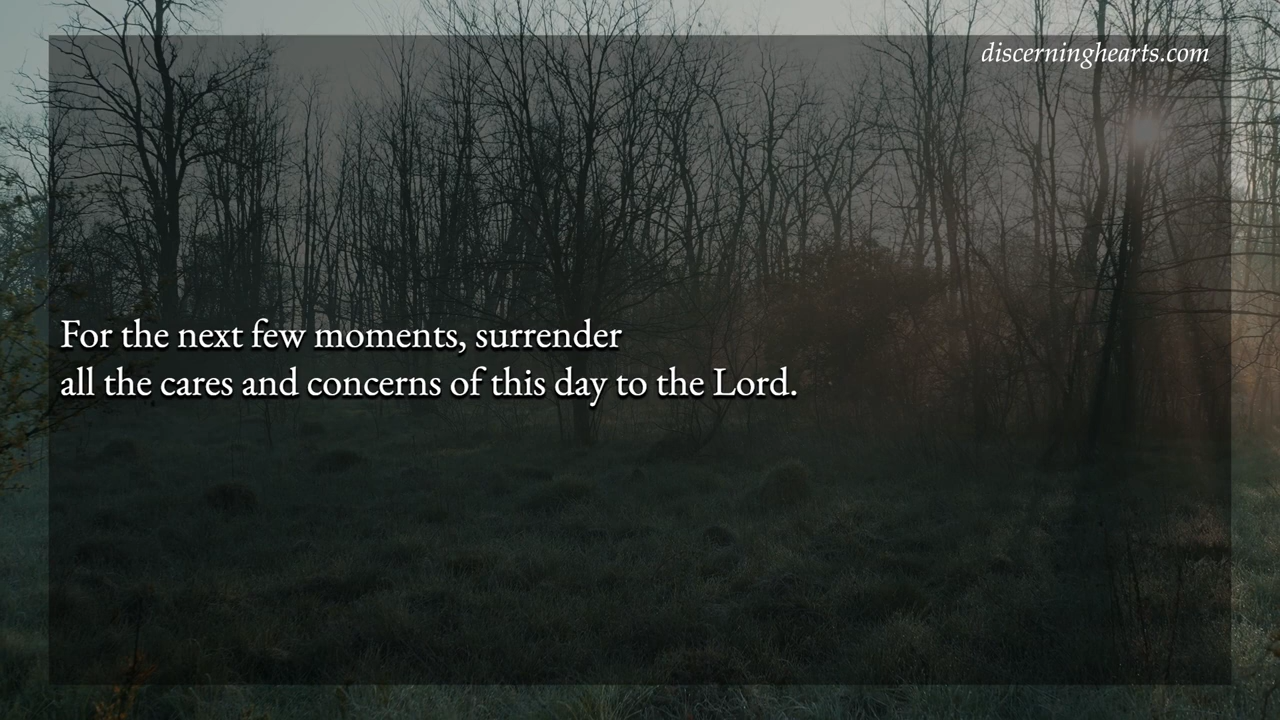 discerninghearts.com
For the next few moments, surrender
all the cares and concerns of this day to the Lord.